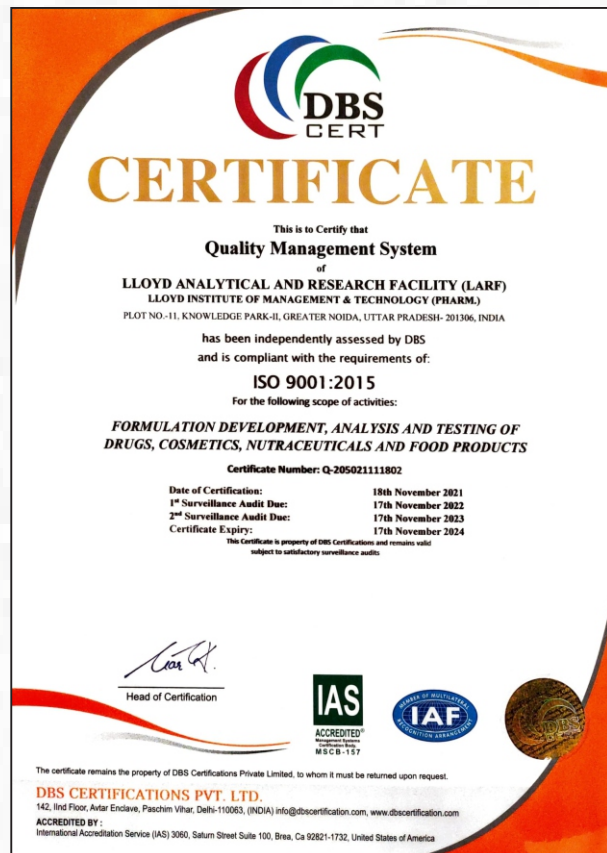 DBS
CERT
CERTIFICATE
This is to Certify that
Quality Management System
of
LLOYD ANALYTICAL AND RESEARCH FACILITY (LARF)
LLOYD INSTITUTE OF MANAGEMENT & TECHNOLOGY (PHARM.)
PLOT NO.-11, KNOWLEDGE PARK-II, GREATER NOIDA, UTTAR PRADESH- 201306, INDIA
has been independently assessed by DBS
and is compliant with the requirements of:
ISO 9001:2015
For the following scope of activities:
FORMULATION DEVELOPMENT, ANALYSIS AND TESTING OF
DRUGS, COSMETICS, NUTRACEUTICALS AND FOOD PRODUCTS
Certificate Number: Q-205021111802
Date of Certification: 18th November 2021
1st Surveillance Audit Due: 17th November 2022
2nd Surveillance Audit Due: 17th November 2023
Certificate Expiry: 17th November 2024
This Certificate is property of DBS Certifications and remains valid
subject to satisfactory surveillance audits
Head of Certification
IAS
ACCREDITED®
Management Systems
Certification Body
MSCB-157
MEMBER OF MULTILATERAL
IAF
RECOGNITION ARRANGEMENT
DBS
The certificate remains the property of DBS Certifications Private Limited, to whom it must be returned upon request.
DBS CERTIFICATIONS PVT. LTD.
142, IInd Floor, Avtar Enclave, Paschim Vihar, Delhi-110063, (INDIA) info@dbscertification.com, www.dbscertification.com
ACCREDITED BY :
International Accreditation Service (IAS) 3060, Saturn Street Suite 100, Brea, Ca 92821-1732, United States of America